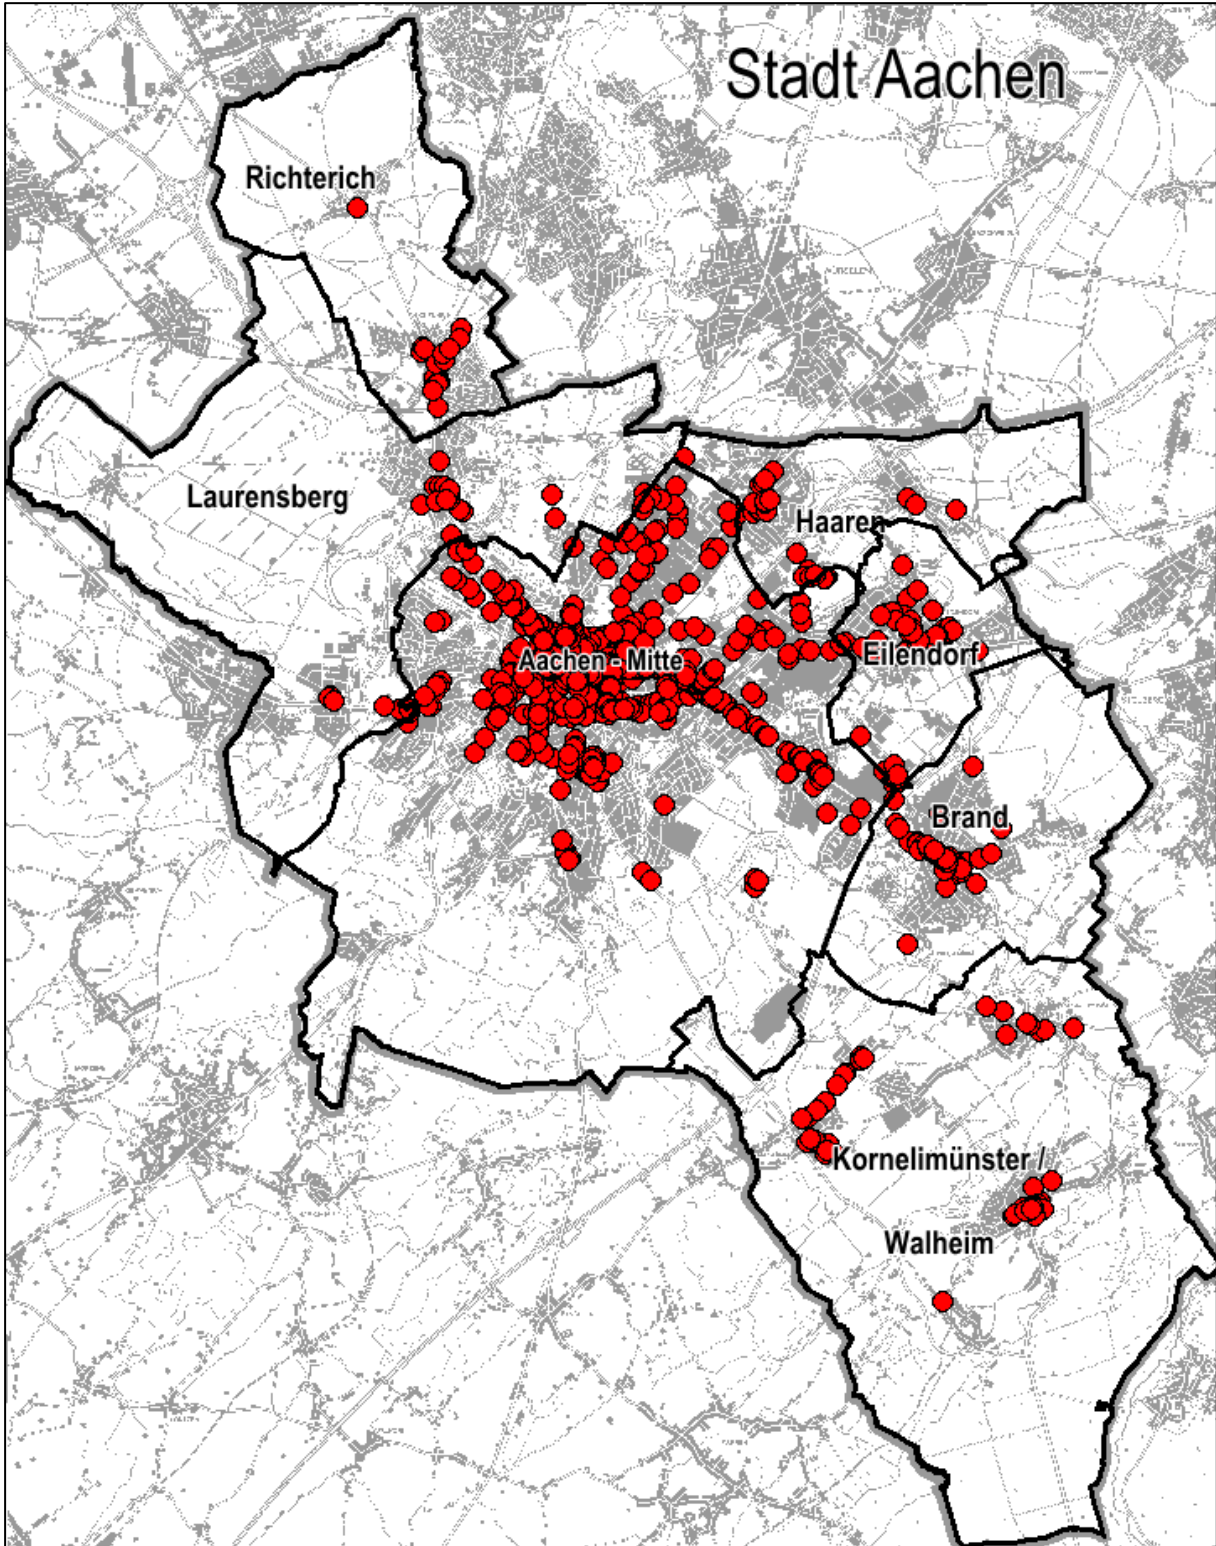 Stadt Aachen
Richterich
Laurensberg
Haaren
Aachen - Mitte
Eilendorf
Brand
Kornelimünster /
Walheim